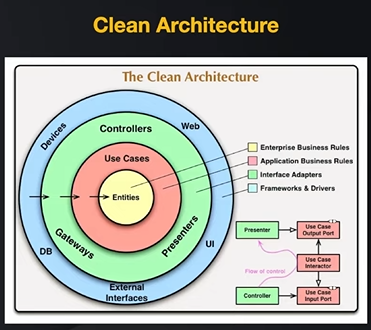 Clean Architecture
The Clean Architecture
Devices
Controllers
Web
Use Cases
Entities
Gateways
Presenters
DB
UI
External
Interfaces
Enterprise Business Rules
Application Business Rules
Interface Adapters
Frameworks & Drivers
Presenter
Use Case
Output Port
Flow of control
Use Case
Interactor
Controller
Use Case
Input Port